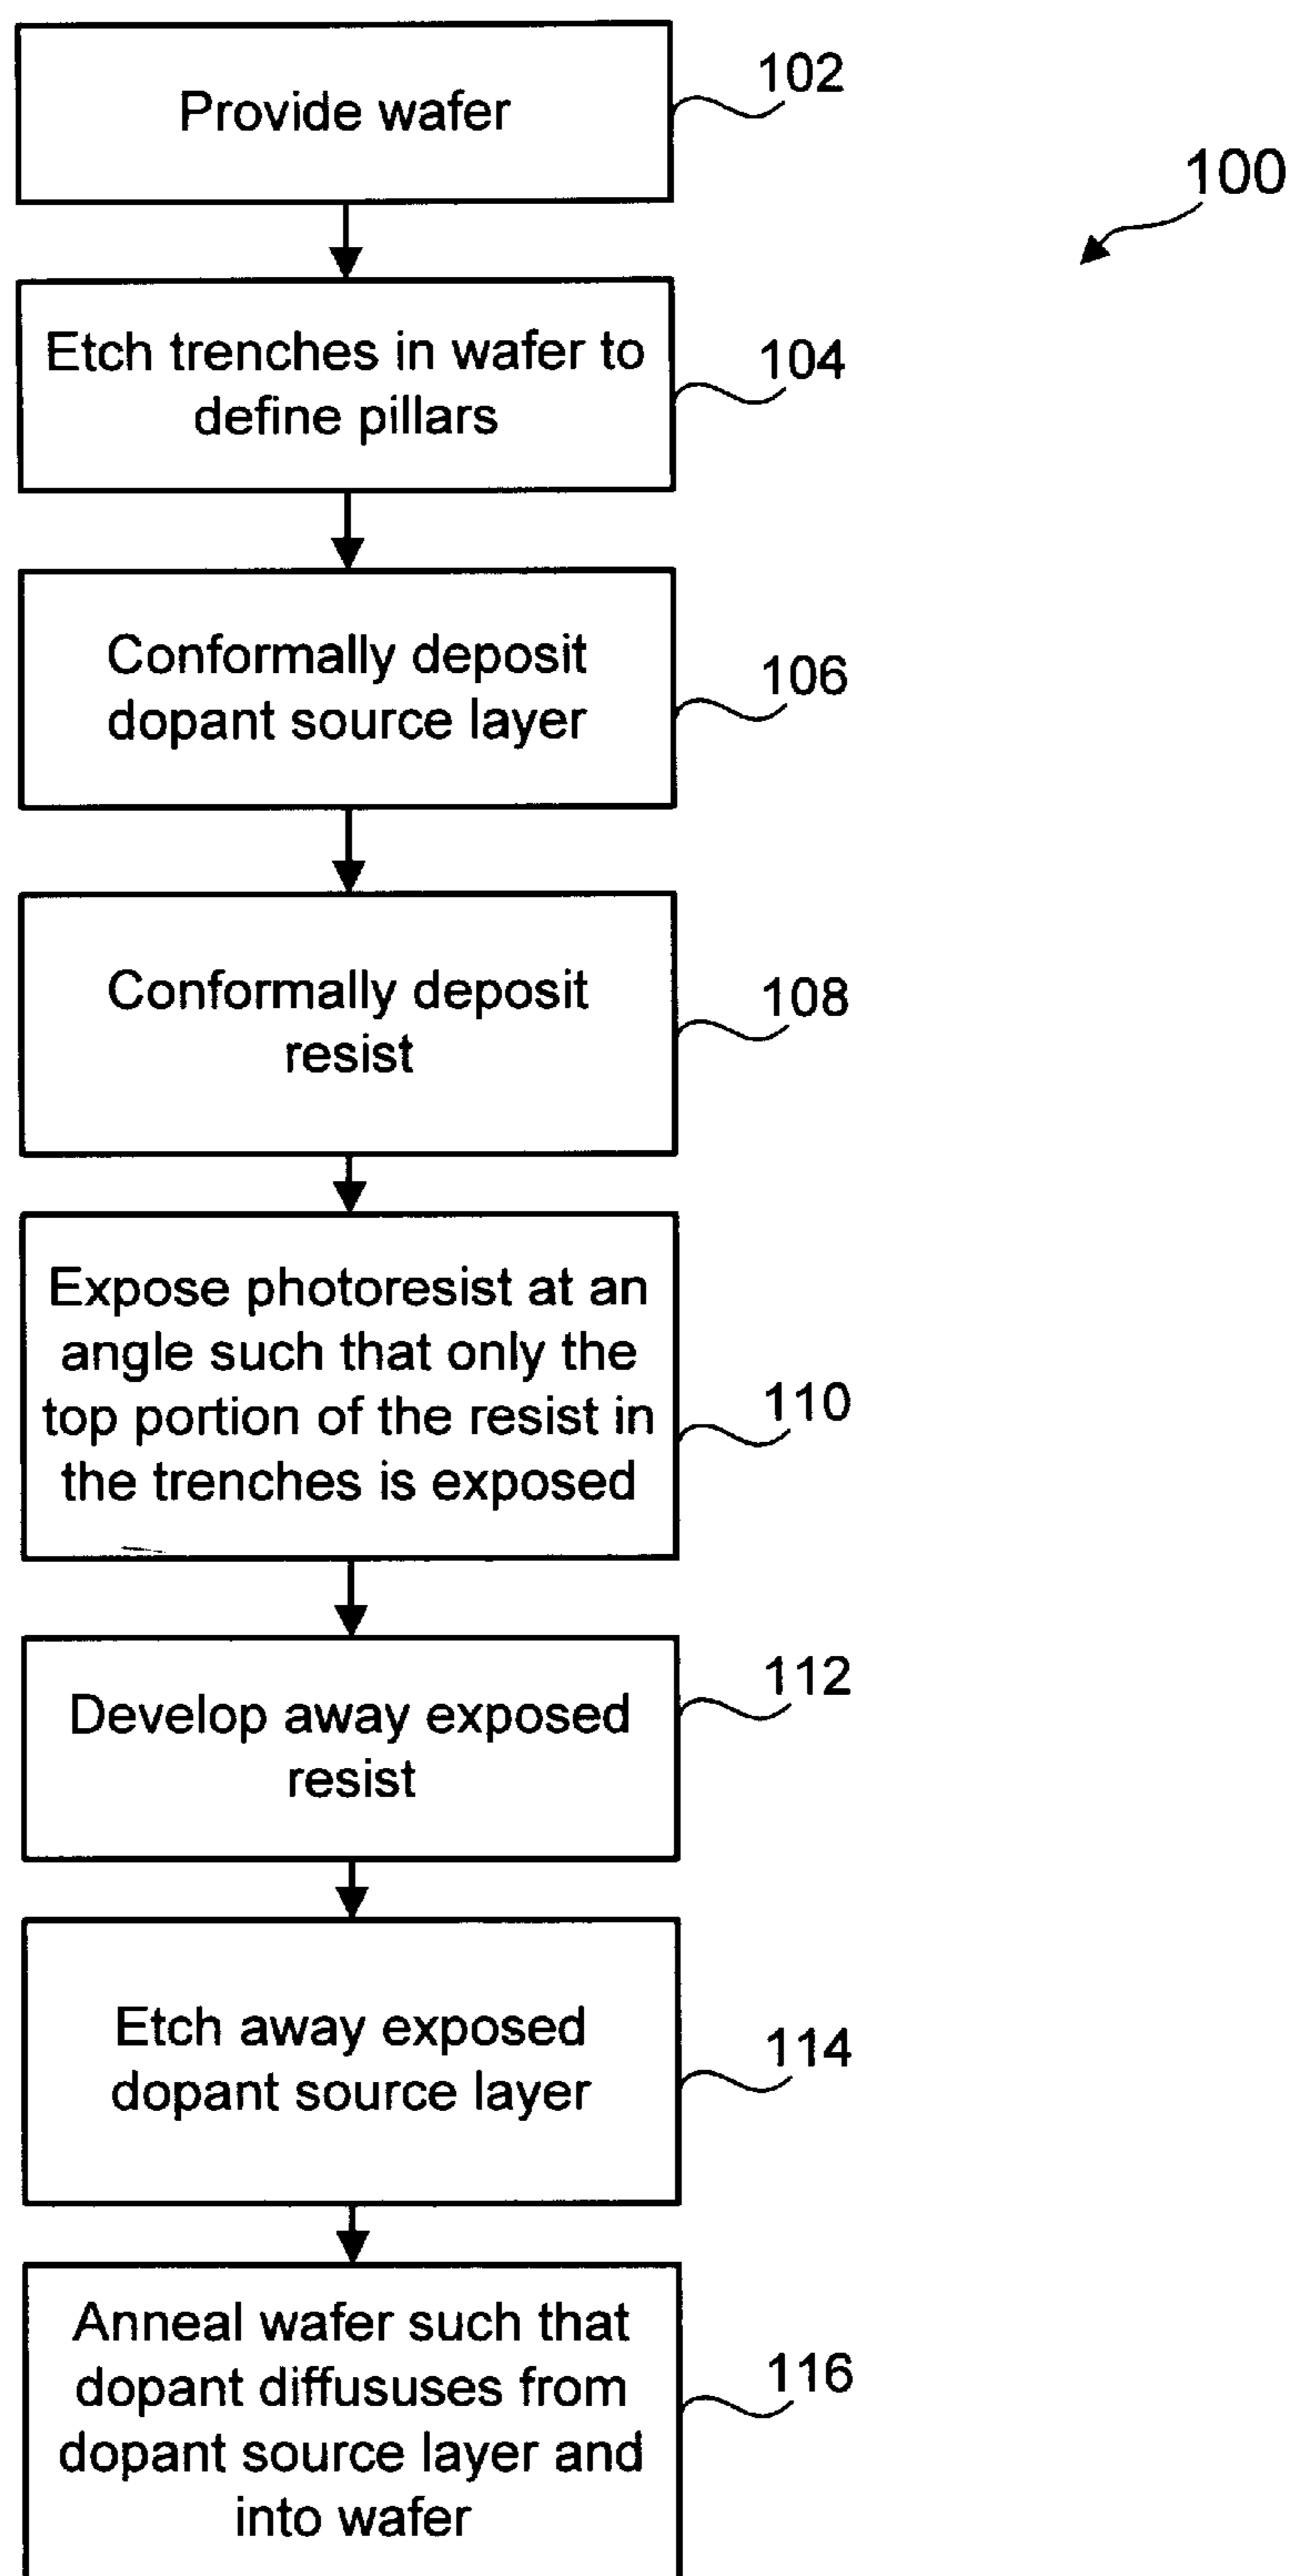 Provide wafer
102
100
Etch trenches in wafer to
define pillars
104
Conformally deposit
dopant source layer
106
Conformally deposit
resist
108
Expose photoresist at an
angle such that only the
top portion of the resist in
the trenches is exposed
110
Develop away exposed
resist
112
Etch away exposed
dopant source layer
114
Anneal wafer such that
dopant diffususes from
dopant source layer and
into wafer
116